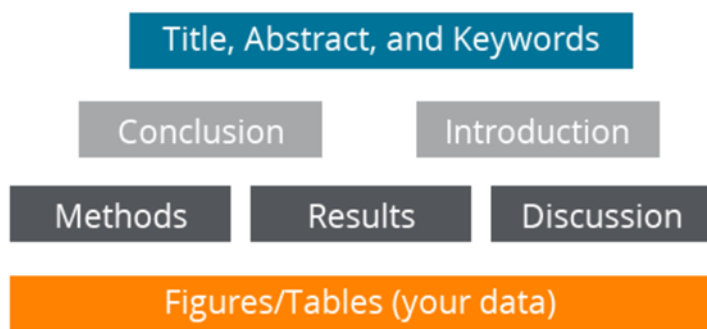 Title, Abstract, and Keywords
Conclusion
Introduction
Methods
Results
Discussion
Figures/Tables (your data)